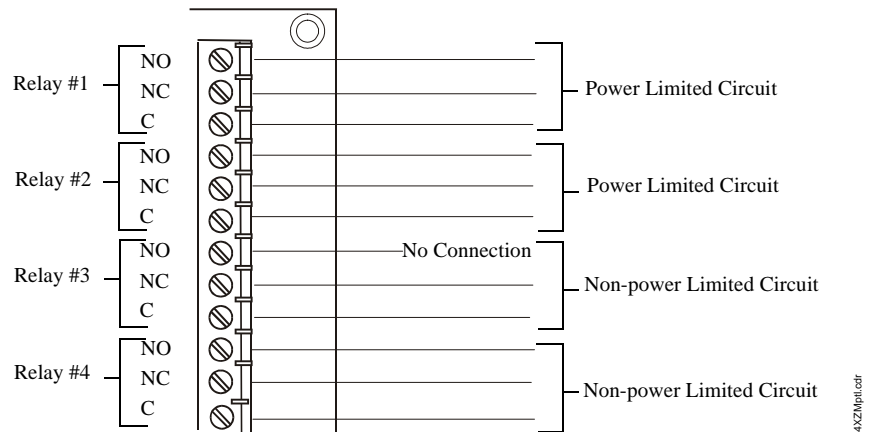 NO
Relay #1
NC
Power Limited Circuit
C
NO
Relay #2
NC
Power Limited Circuit
C
NO
No Connection
Relay #3
NC
Non-power Limited Circuit
C
NO
Relay #4
NC
Non-power Limited Circuit
C
4XZMptl.cdr